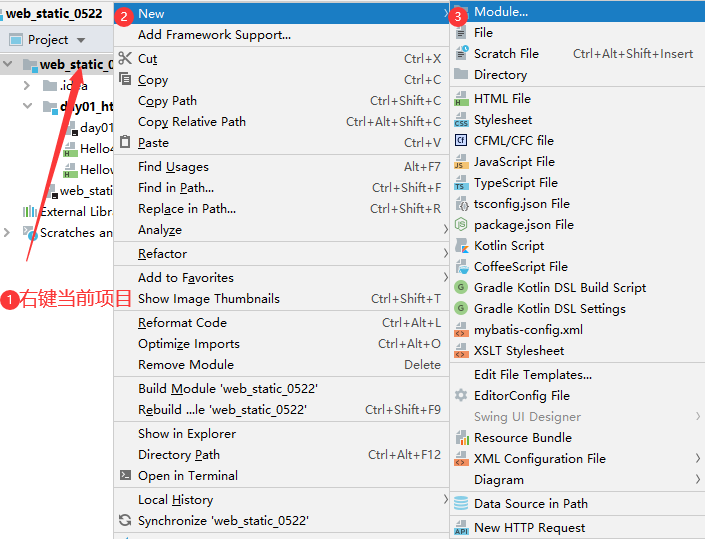 web_static_0522
Project
web_static_0
.idea
day01_ht
day01
Hello
Hellow
web_stati
External Libra
Scratches an
1 右键当前项目
2 New
Add Framework Support...
Cut Ctrl+X
Copy Ctrl+C
Copy Path Ctrl+Shift+C
Copy Relative Path Ctrl+Alt+Shift+C
Paste Ctrl+V
Find Usages Alt+F7
Find in Path... Ctrl+Shift+F
Replace in Path... Ctrl+Shift+R
Analyze
Refactor
Add to Favorites
Show Image Thumbnails Ctrl+Shift+T
Reformat Code Ctrl+Alt+L
Optimize Imports Ctrl+Alt+O
Remove Module Delete
Build Module 'web_static_0522'
Rebuild ...le 'web_static_0522' Ctrl+Shift+F9
Show in Explorer
Directory Path Ctrl+Alt+F12
Open in Terminal
Local History
Synchronize 'web_static_0522'
3 Module...
File
Scratch File Ctrl+Alt+Shift+Insert
Directory
HTML File
Stylesheet
CFML/CFC file
JavaScript File
TypeScript File
tsconfig.json File
package.json File
Kotlin Script
CoffeeScript File
Gradle Kotlin DSL Build Script
Gradle Kotlin DSL Settings
mybatis-config.xml
XSLT Stylesheet
Edit File Templates...
EditorConfig File
Swing UI Designer
Resource Bundle
XML Configuration File
Diagram
Data Source in Path
New HTTP Request